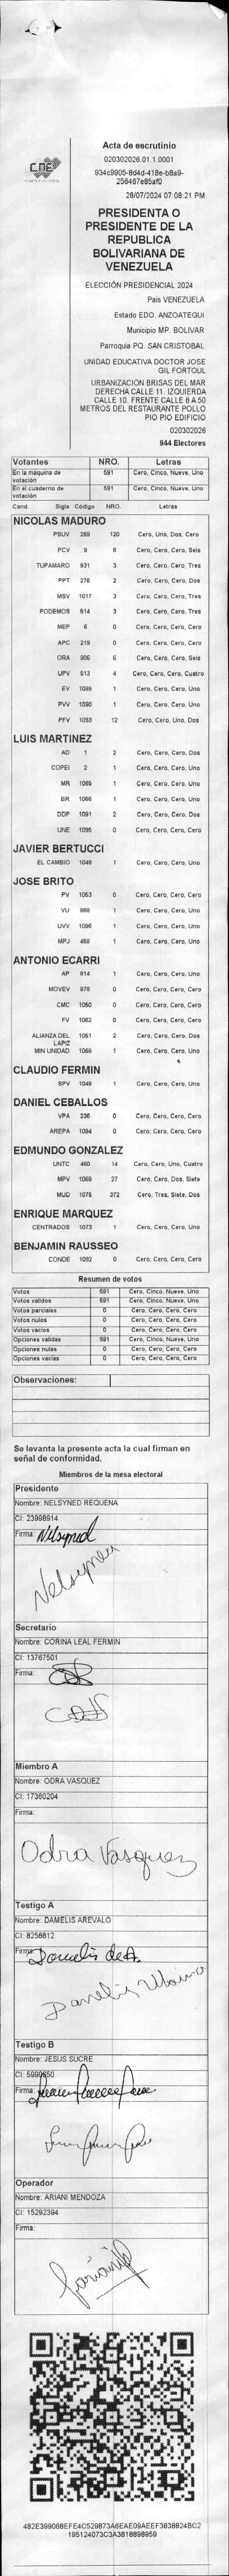 CNE
Acta de escrutinio
020302026.01.1.0001
934c9905-8d4d-418e-b8a9-
256467e85af0
28/07/2024 07:08:21 PM
PRESIDENTA O
PRESIDENTE DE LA
REPUBLICA
BOLIVARIANA DE
VENEZUELA
ELECCIÓN PRESIDENCIAL 2024
País VENEZUELA
Estado EDO. ANZOATEGUI
Municipio MP. BOLIVAR
Parroquia PQ. SAN CRISTOBAL
UNIDAD EDUCATIVA DOCTOR JOSE
GIL FORTOUL
URBANIZACION BRISAS DEL MAR
DERECHA CALLE 11. IZQUIERDA
CALLE 10. FRENTE CALLE 8 A 50
METROS DEL RESTAURANTE POLLO
PIO PIO EDIFICIO
020302026
944 Electores
Votantes NRO. Letras
En la máquina de votación 591 Cero, Cinco, Nueve, Uno
En el cuaderno de votación 591 Cero, Cinco, Nueve, Uno
Cand. Sigla Código NRO. Letras
NICOLAS MADURO
PSUV 269 120 Cero, Uno, Dos, Cero
PCV 9 6 Cero, Cero, Cero, Seis
TUPAMARO 931 3 Cero, Cero, Cero, Tres
PPT 276 2 Cero, Cero, Cero, Dos
MSV 1017 3 Cero, Cero, Cero, Tres
PODEMOS 514 3 Cero, Cero, Cero, Tres
MEP 6 0 Cero, Cero, Cero, Cero
APC 219 0 Cero, Cero, Cero, Cero
ORA 906 6 Cero, Cero, Cero, Seis
UPV 513 4 Cero, Cero, Cero, Cuatro
EV 1099 1 Cero, Cero, Cero, Uno
PVV 1090 1 Cero, Cero, Cero, Uno
PFV 1093 12 Cero, Cero, Uno, Dos
LUIS MARTINEZ
AD 1 2 Cero, Cero, Cero, Dos
COPEI 2 1 Cero, Cero, Cero, Uno
MR 1065 1 Cero, Cero, Cero, Uno
BR 1066 1 Cero, Cero, Cero, Uno
DDP 1091 2 Cero, Cero, Cero, Dos
UNE 1095 0 Cero, Cero, Cero, Cero
JAVIER BERTUCCI
EL CAMBIO 1048 1 Cero, Cero, Cero, Uno
JOSE BRITO
PV 1053 0 Cero, Cero, Cero, Cero
VU 968 1 Cero, Cero, Cero, Uno
UVV 1096 1 Cero, Cero, Cero, Uno
MPJ 458 1 Cero, Cero, Cero, Uno
ANTONIO ECARRI
AP 614 1 Cero, Cero, Cero, Uno
MOVEV 978 0 Cero, Cero, Cero, Cero
CMC 1050 0 Cero, Cero, Cero, Cero
FV 1062 0 Cero, Cero, Cero, Cero
ALIANZA DEL LAPIZ 1051 2 Cero, Cero, Cero, Dos
MIN UNIDAD 1068 1 Cero, Cero, Cero, Uno
CLAUDIO FERMIN
SPV 1049 1 Cero, Cero, Cero, Uno
DANIEL CEBALLOS
VPA 236 0 Cero, Cero, Cero, Cero
AREPA 1094 0 Cero, Cero, Cero, Cero
EDMUNDO GONZALEZ
UNTC 460 14 Cero, Cero, Uno, Cuatro
MPV 1069 27 Cero, Cero, Dos, Siete
MUD 1075 372 Cero, Tres, Siete, Dos
ENRIQUE MARQUEZ
CENTRADOS 1073 1 Cero, Cero, Cero, Uno
BENJAMIN RAUSSEO
CONDE 1092 0 Cero, Cero, Cero, Cero
Resumen de votos
Votos 591 Cero, Cinco, Nueve, Uno
Votos válidos 591 Cero, Cinco, Nueve, Uno
Votos parciales 0 Cero, Cero, Cero, Cero
Votos nulos 0 Cero, Cero, Cero, Cero
Votos vacíos 0 Cero, Cero, Cero, Cero
Opciones válidas 591 Cero, Cinco, Nueve, Uno
Opciones nulas 0 Cero, Cero, Cero, Cero
Opciones vacías 0 Cero, Cero, Cero, Cero
Observaciones:
Se levanta la presente acta la cual firman en
señal de conformidad.
Miembros de la mesa electoral
Presidente
Nombre: NELSYNED REQUENA
CI: 23998914
Firma: Nelsyned
Nelsyned
Secretario
Nombre: CORINA LEAL FERMIN
CI: 13767501
Firma:
Miembro A
Nombre: ODRA VASQUEZ
CI: 17360204
Firma:
Odra Vasquez
Testigo A
Nombre: DAMELIS AREVALO
CI: 8258812
Firma: Damelis de A.
Damelis
Testigo B
Nombre: JESUS SUCRE
CI: 5990650
Firma:
Operador
Nombre: ARIANI MENDOZA
CI: 15292394
Firma:
482E399068EFE4C529873A6EAE09AEEF3838824BC2
195124073C3A3818898959